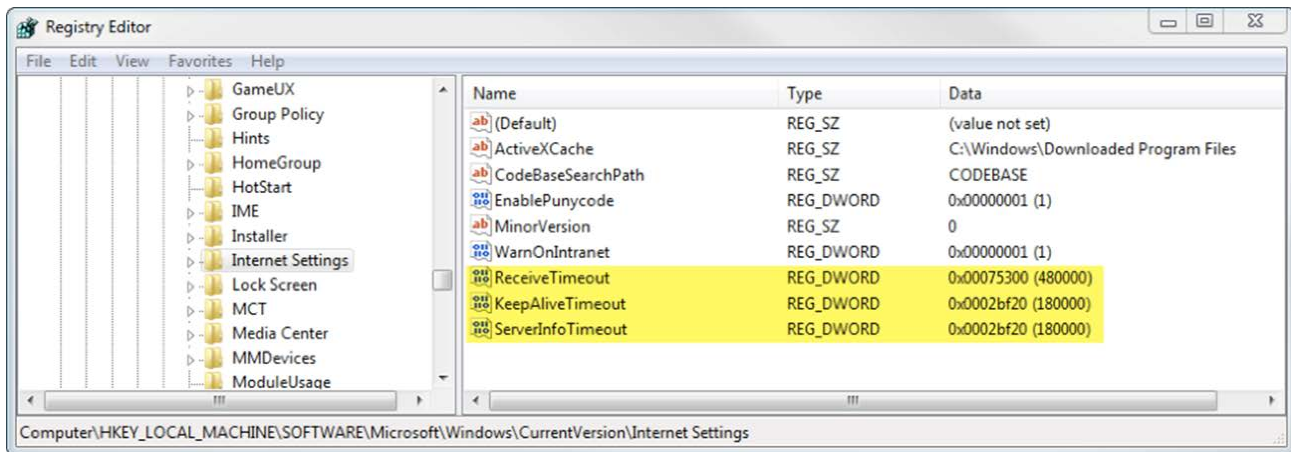 Registry Editor
File Edit View Favorites Help
GameUX
Group Policy
Hints
HomeGroup
HotStart
IME
Installer
Internet Settings
Lock Screen
MCT
Media Center
MMDevices
ModuleUsage
Name Type Data
(Default) REG_SZ (value not set)
ActiveXCache REG_SZ C:\Windows\Downloaded Program Files
CodeBaseSearchPath REG_SZ CODEBASE
EnablePunycode REG_DWORD 0x00000001 (1)
MinorVersion REG_SZ 0
WarnOnIntranet REG_DWORD 0x00000001 (1)
ReceiveTimeout REG_DWORD 0x00075300 (480000)
KeepAliveTimeout REG_DWORD 0x0002bf20 (180000)
ServerInfoTimeout REG_DWORD 0x0002bf20 (180000)
Computer\HKEY_LOCAL_MACHINE\SOFTWARE\Microsoft\Windows\CurrentVersion\Internet Settings